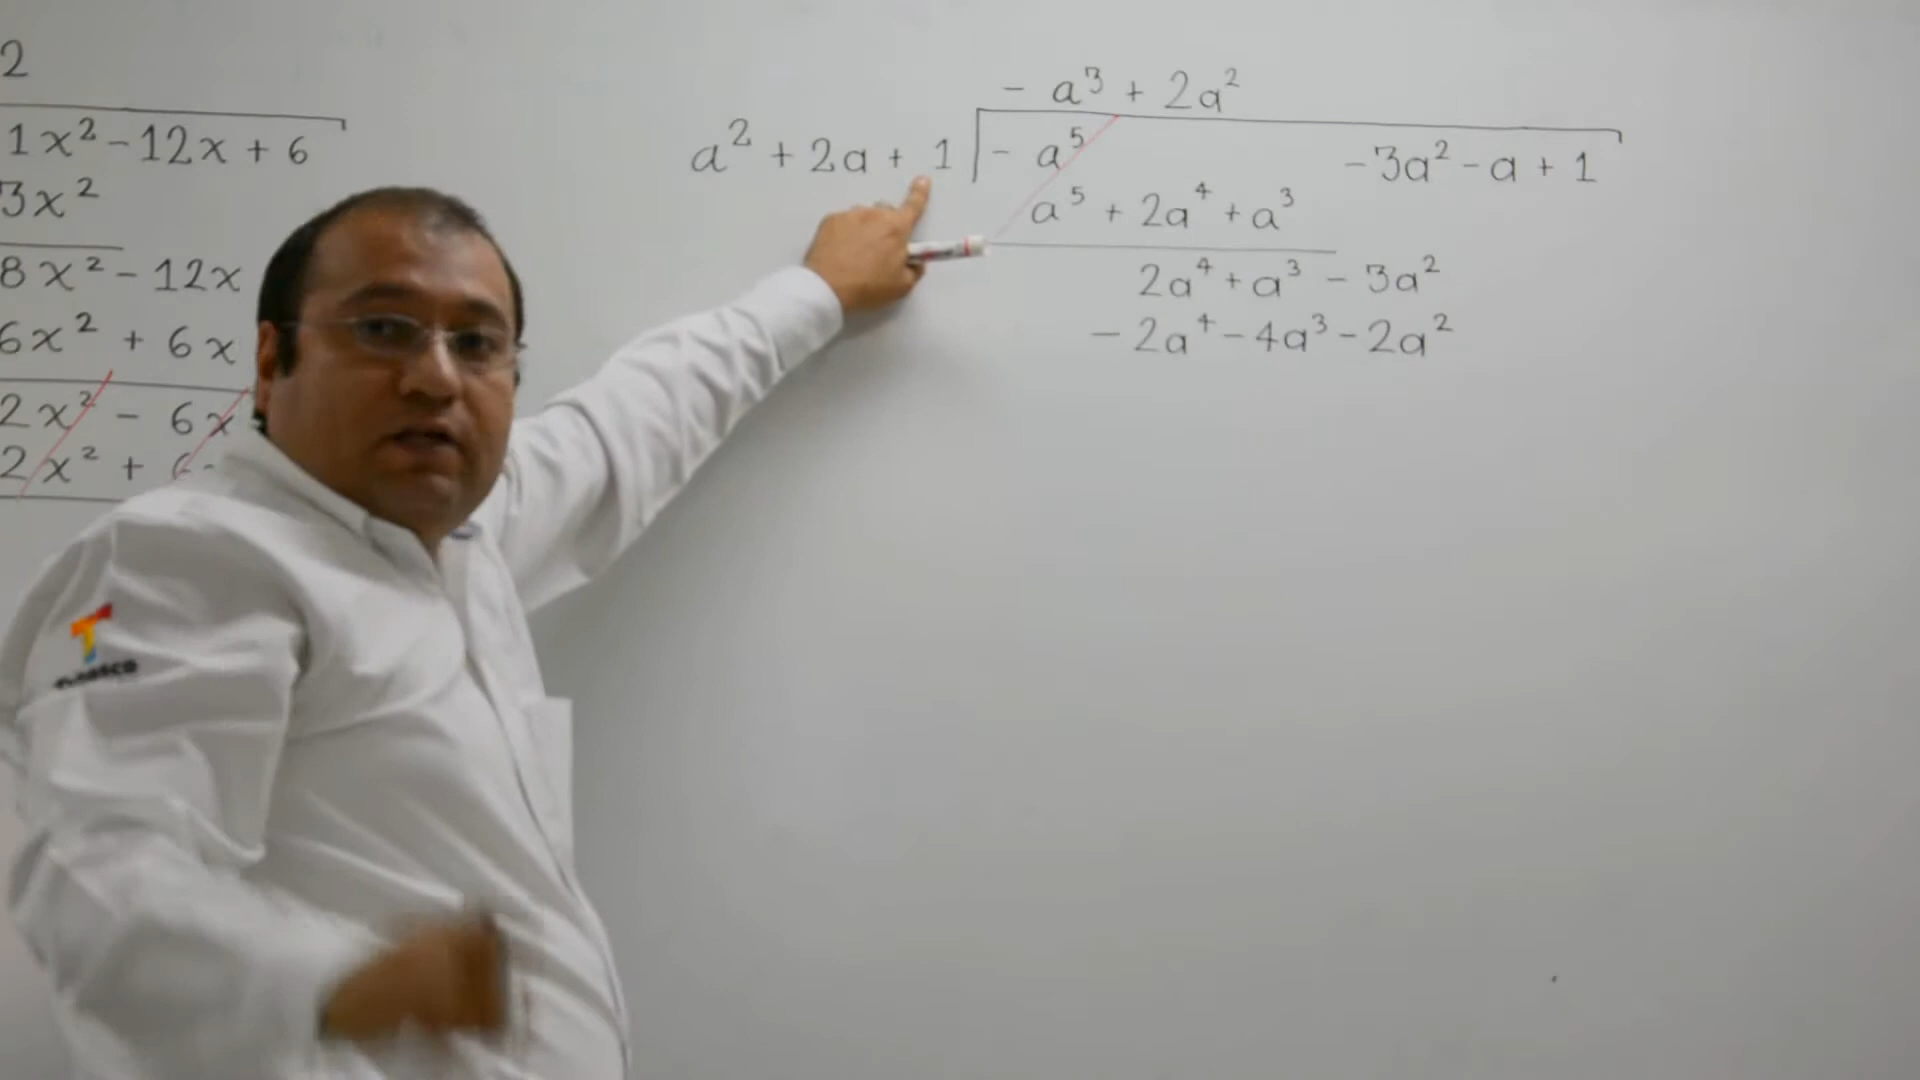 2
1x² - 12x + 6
3x²
8x² - 12x
6x² + 6x
2x² - 6x
2x² + 6
- a³ + 2a²
a² + 2a + 1 - a⁵ - 3a² - a + 1
a⁵ + 2a⁴ + a³
2a⁴ + a³ - 3a²
- 2a⁴ - 4a³ - 2a²
T